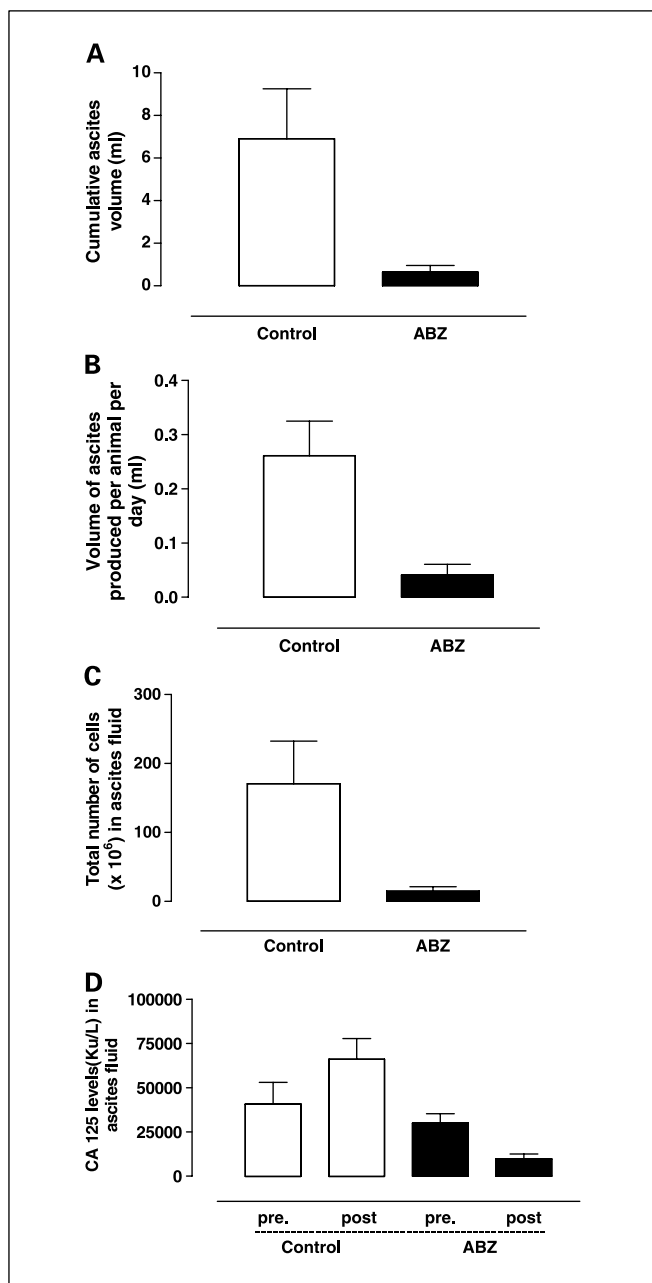 A
Cumulative ascites
volume (ml)
10
8
6
4
2
0
Control ABZ
B
Volume of ascites
produced per animal per
day (ml)
0.4
0.3
0.2
0.1
0.0
Control ABZ
C
Total number of cells
(x 10⁶) in ascites fluid
300
200
100
0
Control ABZ
D
CA 125 levels(Ku/L) in
ascites fluid
100000
75000
50000
25000
0
pre. post pre. post
Control ABZ